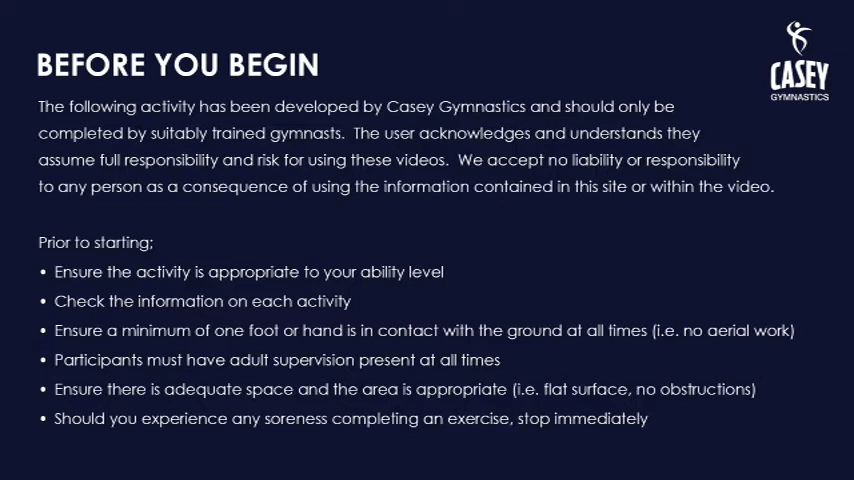 BEFORE YOU BEGIN
CASEY
GYMNASTICS
The following activity has been developed by Casey Gymnastics and should only be
completed by suitably trained gymnasts.  The user acknowledges and understands they
assume full responsibility and risk for using these videos.  We accept no liability or responsibility
to any person as a consequence of using the information contained in this site or within the video.
Prior to starting;
• Ensure the activity is appropriate to your ability level
• Check the information on each activity
• Ensure a minimum of one foot or hand is in contact with the ground at all times (i.e. no aerial work)
• Participants must have adult supervision present at all times
• Ensure there is adequate space and the area is appropriate (i.e. flat surface, no obstructions)
• Should you experience any soreness completing an exercise, stop immediately